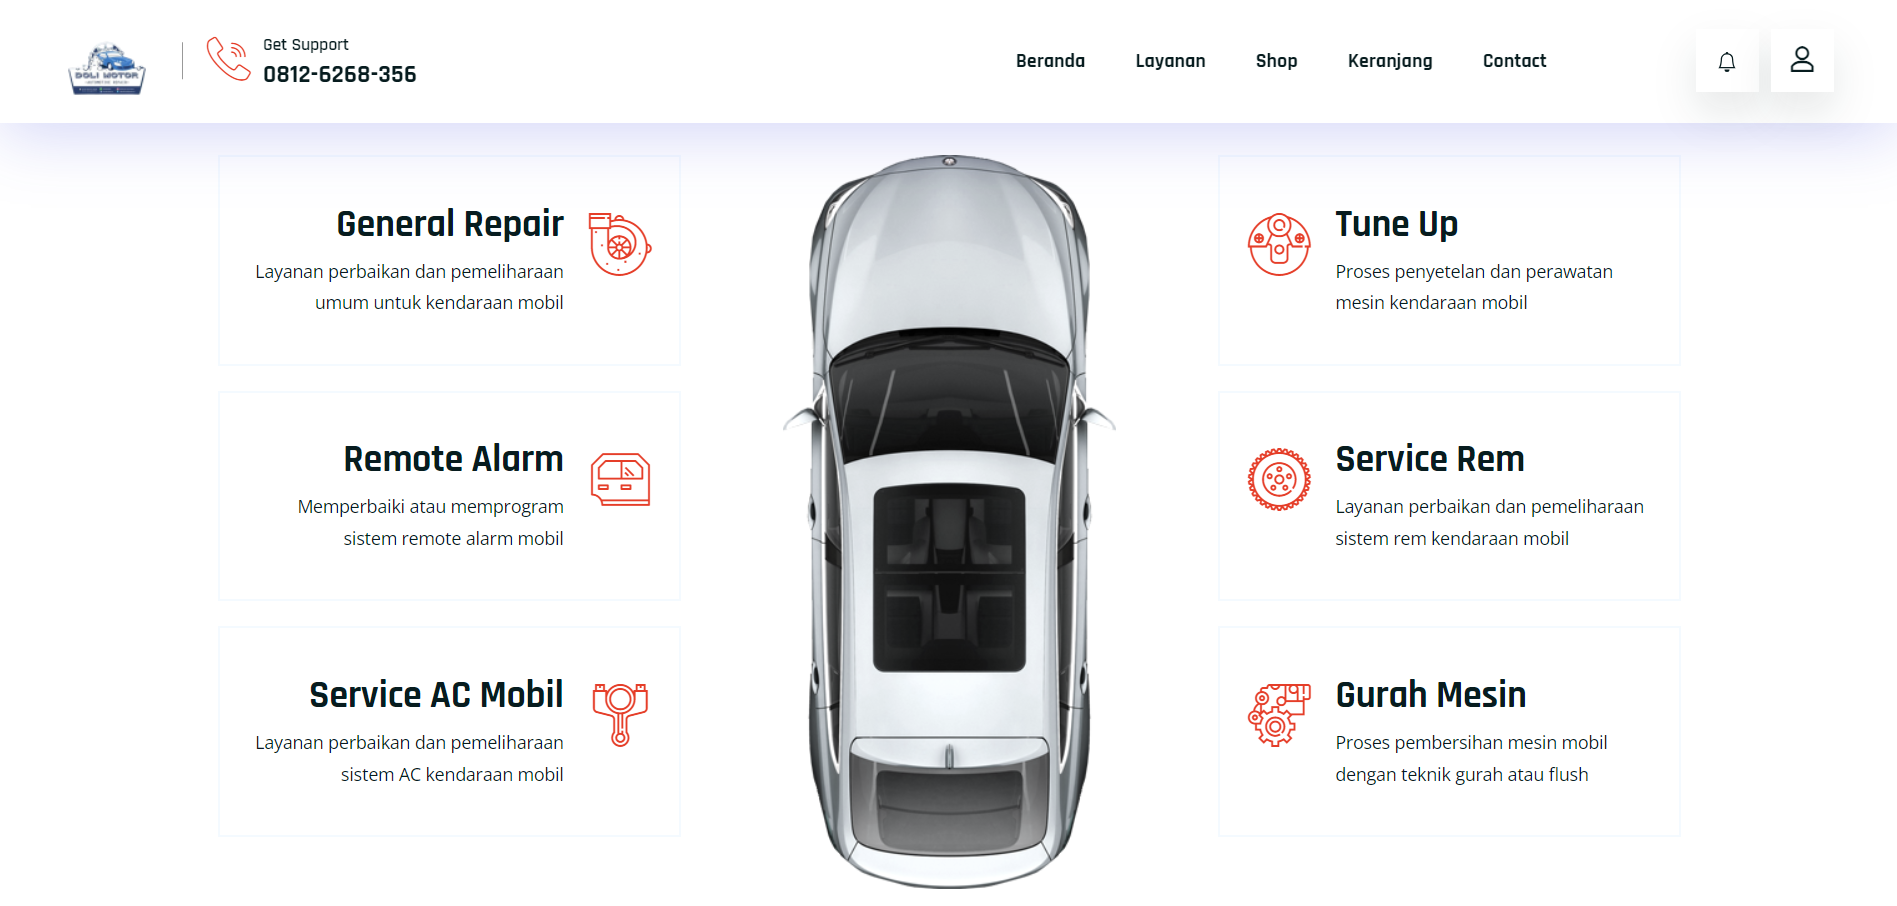 DOLI MOTOR
Get Support
0812-6268-356
Beranda
Layanan
Shop
Keranjang
Contact
General Repair
Layanan perbaikan dan pemeliharaan
umum untuk kendaraan mobil
Remote Alarm
Memperbaiki atau memprogram
sistem remote alarm mobil
Service AC Mobil
Layanan perbaikan dan pemeliharaan
sistem AC kendaraan mobil
Tune Up
Proses penyetelan dan perawatan
mesin kendaraan mobil
Service Rem
Layanan perbaikan dan pemeliharaan
sistem rem kendaraan mobil
Gurah Mesin
Proses pembersihan mesin mobil
dengan teknik gurah atau flush